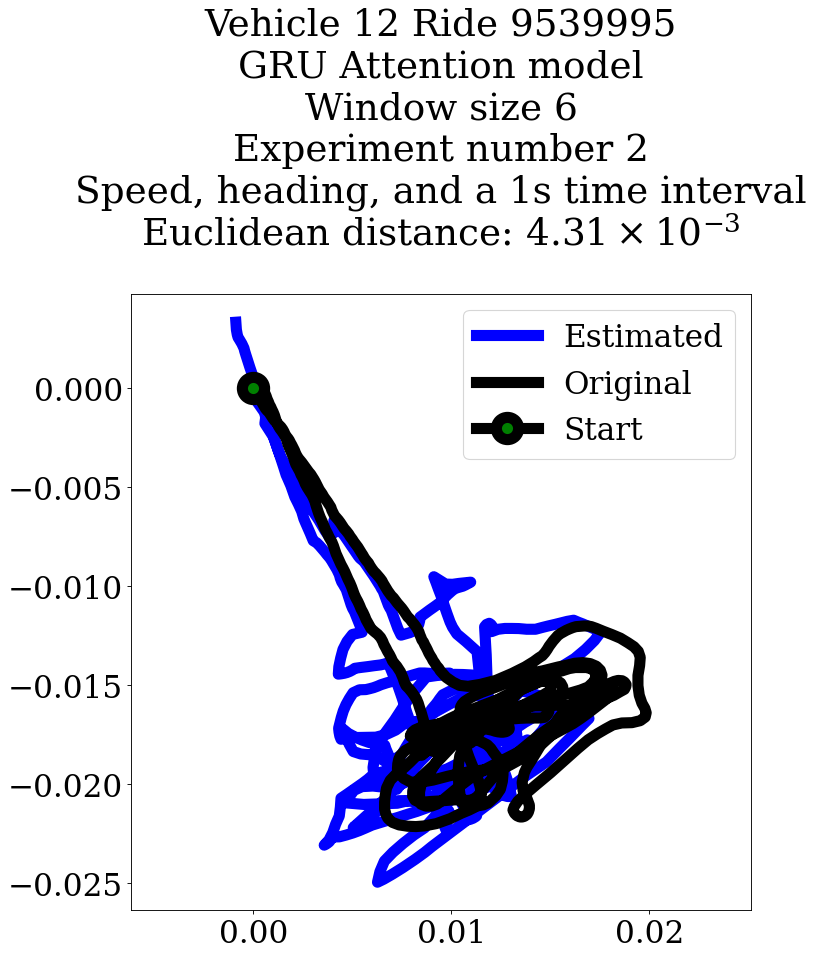 Vehicle 12 Ride 9539995
GRU Attention model
Window size 6
Experiment number 2
Speed, heading, and a 1s time interval
Euclidean distance: 4.31 × 10⁻³
Estimated
Original
Start
0.000
−0.005
−0.010
−0.015
−0.020
−0.025
0.00 0.01 0.02